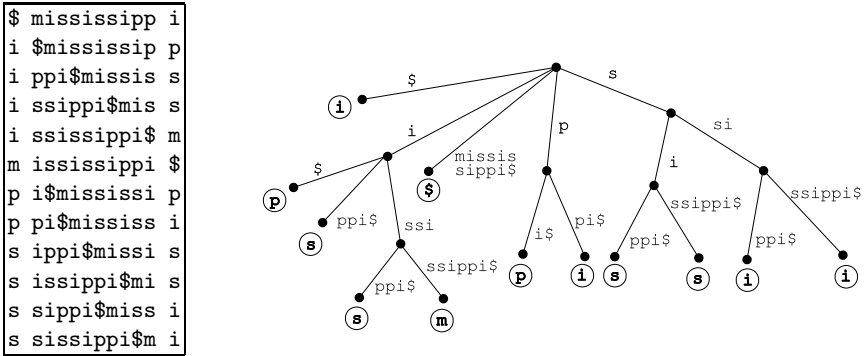 $ mississipp i
i $mississip p
i ppi$missis s
i ssippi$mis s
i ssissippi$ m
m ississippi $
p i$mississi p
p pi$mississ i
s ippi$missi s
s issippi$mi s
s sippi$miss i
s sissippi$m i
$
s
i
i
p
si
$
missis
sippi$
i
$
ssippi$
ssippi$
p
ppi$
ssi
i$
pi$
ppi$
ppi$
s
ssippi$
p
i
s
s
i
i
ppi$
s
m